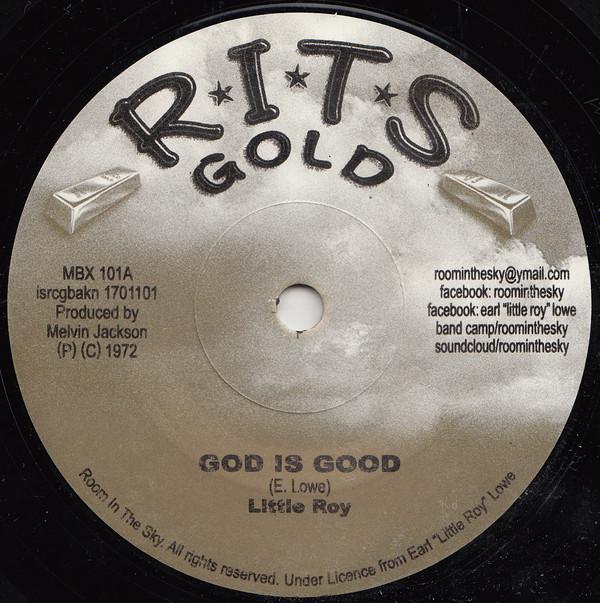 R★I★T★S
GOLD
MBX 101A
isrcgbakn 1701101
Produced by
Melvin Jackson
(P) (C) 1972
roominthesky@ymail.com
facebook: roominthesky
facebook: earl "little roy" lowe
band camp/roominthesky
soundcloud/roominthesky
GOD IS GOOD
(E. Lowe)
Little Roy
Room In The Sky. All rights reserved. Under Licence from Earl "Little Roy" Lowe